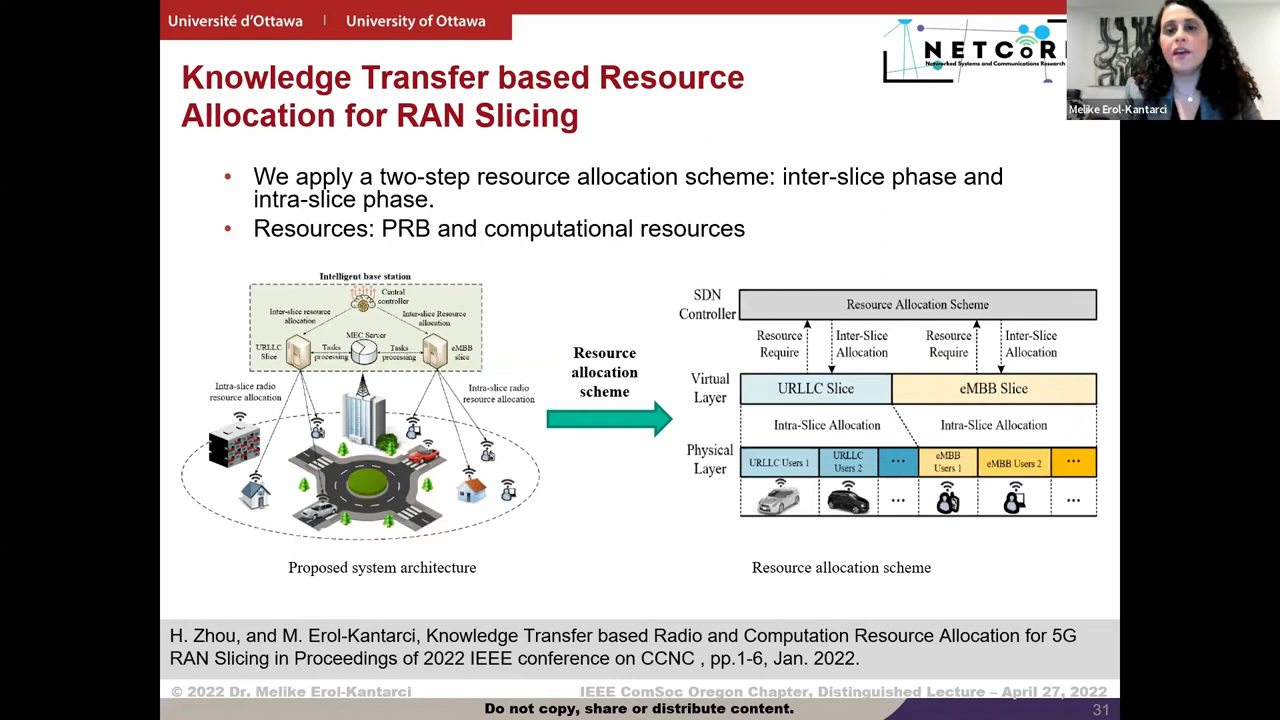 Université d'Ottawa | University of Ottawa
NETCORE
Networked Systems and Communications Research
Melike Erol-Kantarci
Knowledge Transfer based Resource
Allocation for RAN Slicing
• We apply a two-step resource allocation scheme: inter-slice phase and
intra-slice phase.
• Resources: PRB and computational resources
Intelligent base station
Central
controller
Inter-slice resource
allocation
Inter-slice Resource
allocation
MEC Server
URLLC
Slice
Tasks
processing
Tasks
processing
eMBB
slice
Intra-slice radio
resource allocation
Intra-slice radio
resource allocation
Proposed system architecture
Resource
allocation
scheme
SDN
Controller
Resource Allocation Scheme
Resource
Require
Inter-Slice
Allocation
Resource
Require
Inter-Slice
Allocation
Virtual
Layer
URLLC Slice
eMBB Slice
Intra-Slice Allocation
Intra-Slice Allocation
Physical
Layer
URLLC Users 1
URLLC
Users 2
...
eMBB
Users 1
eMBB Users 2
...
...
...
Resource allocation scheme
H. Zhou, and M. Erol-Kantarci, Knowledge Transfer based Radio and Computation Resource Allocation for 5G
RAN Slicing in Proceedings of 2022 IEEE conference on CCNC , pp.1-6, Jan. 2022.
© 2022 Dr. Melike Erol-Kantarci
IEEE ComSoc Oregon Chapter, Distinguished Lecture – April 27, 2022
Do not copy, share or distribute content.
31